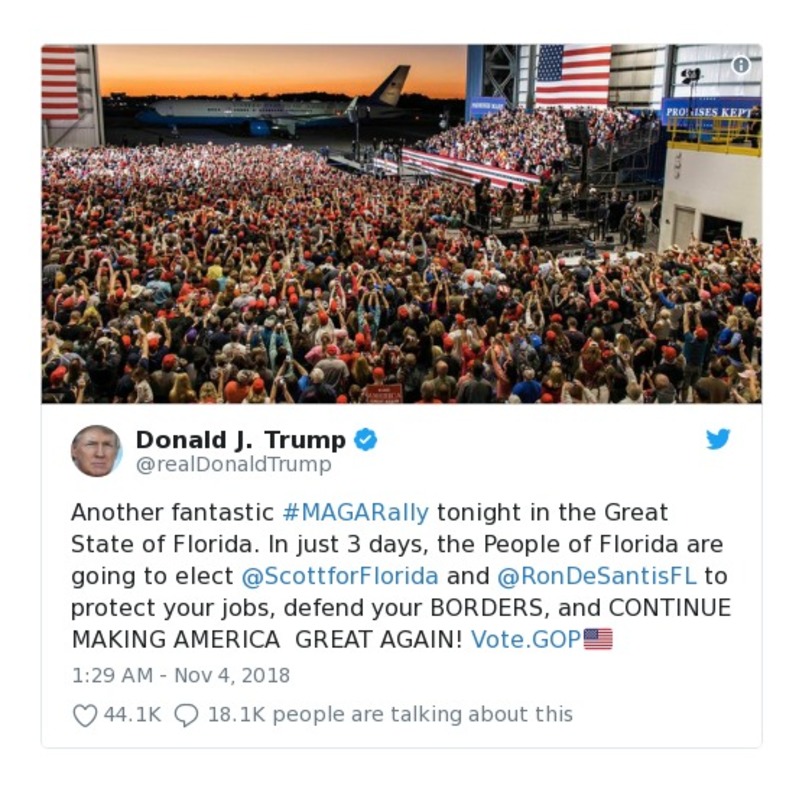 PROMISES KEPT
Donald J. Trump
@realDonaldTrump
Another fantastic #MAGARally tonight in the Great
State of Florida. In just 3 days, the People of Florida are
going to elect @ScottforFlorida and @RonDeSantisFL to
protect your jobs, defend your BORDERS, and CONTINUE
MAKING AMERICA  GREAT AGAIN! Vote.GOP🇺🇸
1:29 AM - Nov 4, 2018
44.1K 18.1K people are talking about this